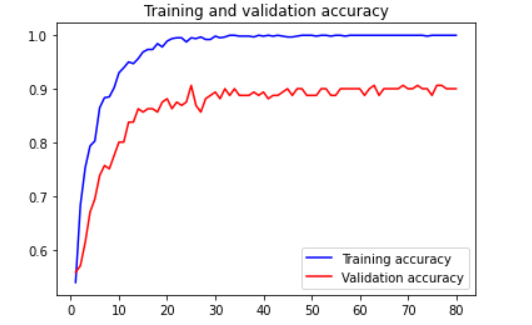 Training and validation accuracy
1.0
0.9
0.8
0.7
0.6
Training accuracy
Validation accuracy
0 10 20 30 40 50 60 70 80